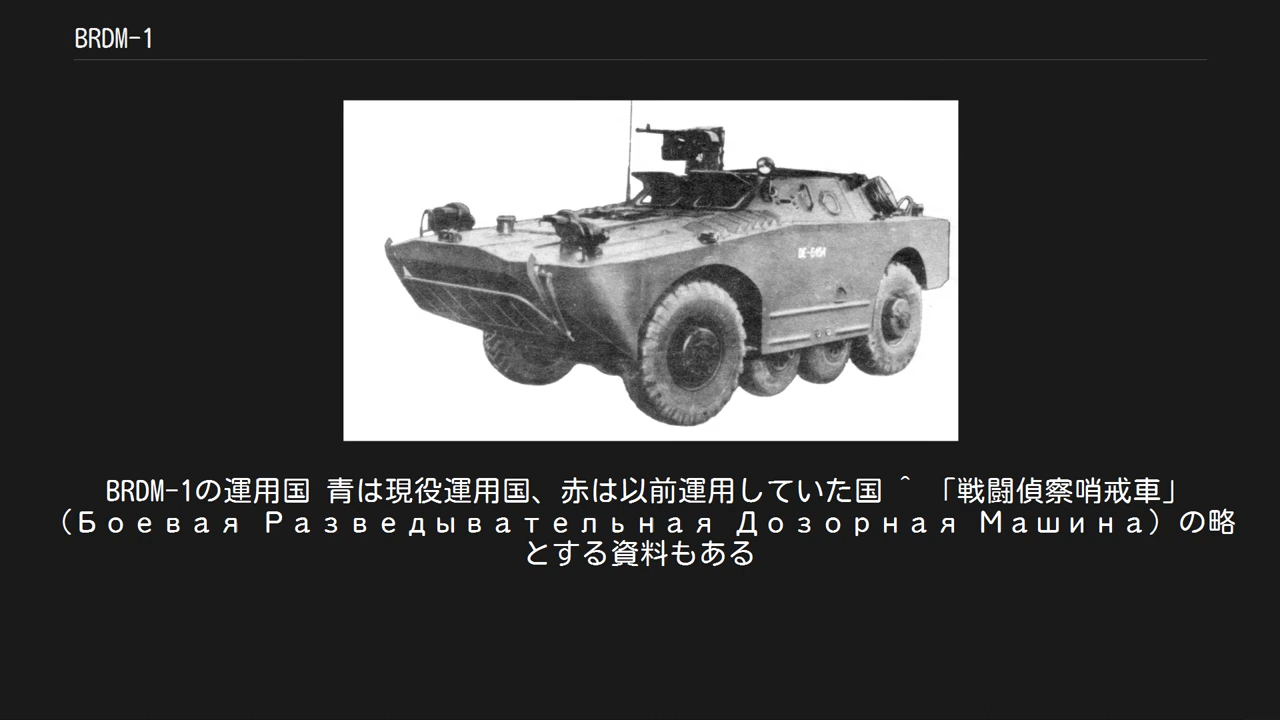 BRDM-1
DE-6454
BRDM-1の運用国 青は現役運用国、赤は以前運用していた国 ^ 「戦闘偵察哨戒車」
（Боевая Разведывательная Дозорная Машина）の略
とする資料もある